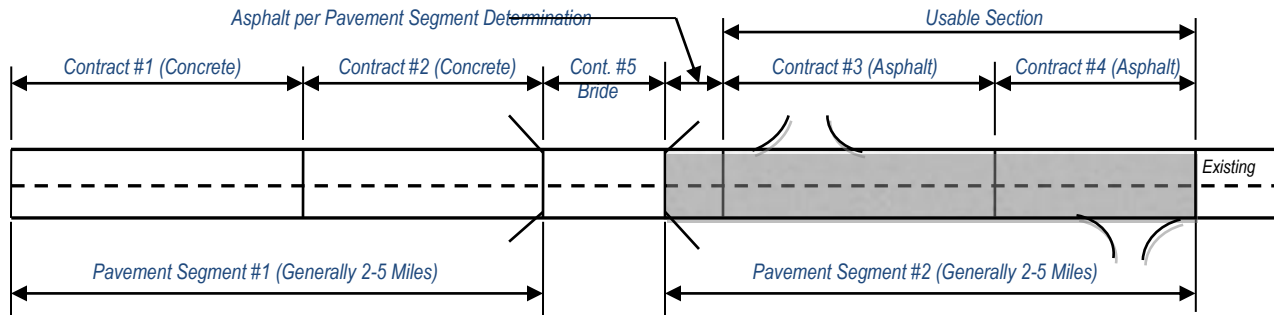 Asphalt per Pavement Segment Determination
Usable Section
Contract #1 (Concrete)
Contract #2 (Concrete)
Cont. #5
Bride
Contract #3 (Asphalt)
Contract #4 (Asphalt)
Existing
Pavement Segment #1 (Generally 2-5 Miles)
Pavement Segment #2 (Generally 2-5 Miles)